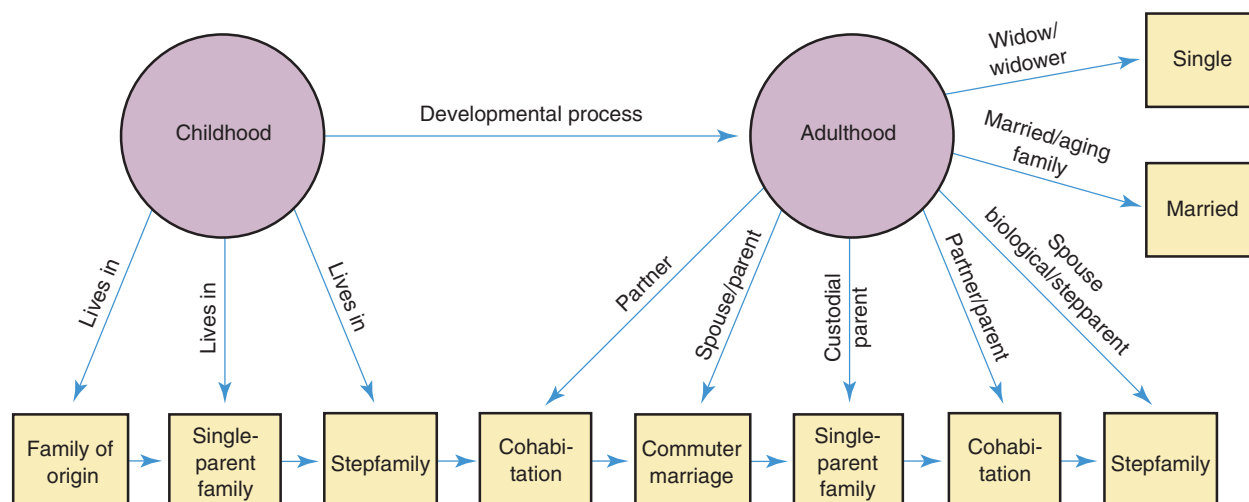 Widow/
widower
Single
Childhood
Developmental process
Adulthood
Married/aging
family
Married
Lives in
Lives in
Lives in
Partner
Spouse/parent
Custodial
parent
Partner/parent
Spouse
biological/stepparent
Family of
origin
Single-
parent
family
Stepfamily
Cohabi-
tation
Commuter
marriage
Single-
parent
family
Cohabi-
tation
Stepfamily